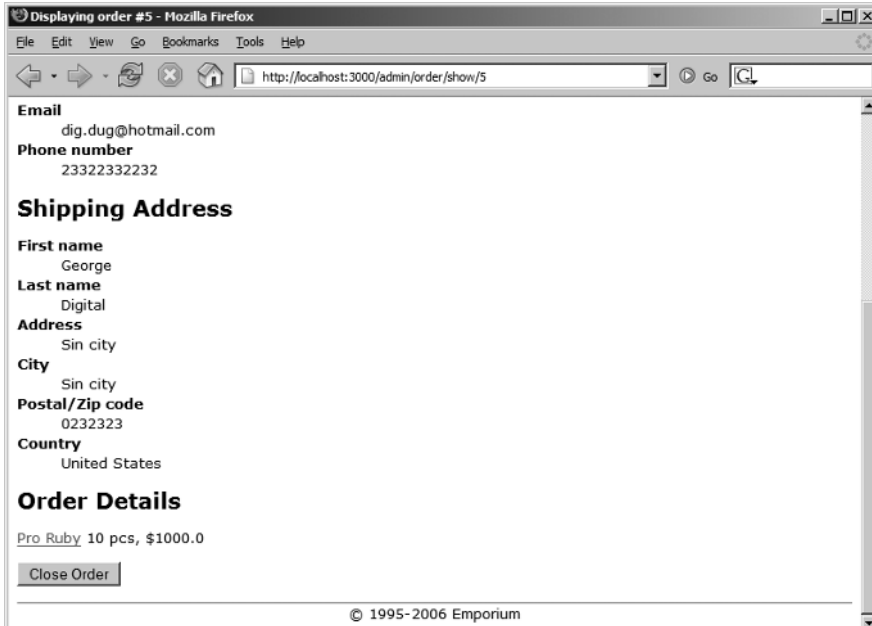 Displaying order #5 - Mozilla Firefox
File Edit View Go Bookmarks Tools Help
http://localhost:3000/admin/order/show/5 Go G
Email
dig.dug@hotmail.com
Phone number
23322332232
Shipping Address
First name
George
Last name
Digital
Address
Sin city
City
Sin city
Postal/Zip code
0232323
Country
United States
Order Details
Pro Ruby 10 pcs, $1000.0
Close Order
© 1995-2006 Emporium